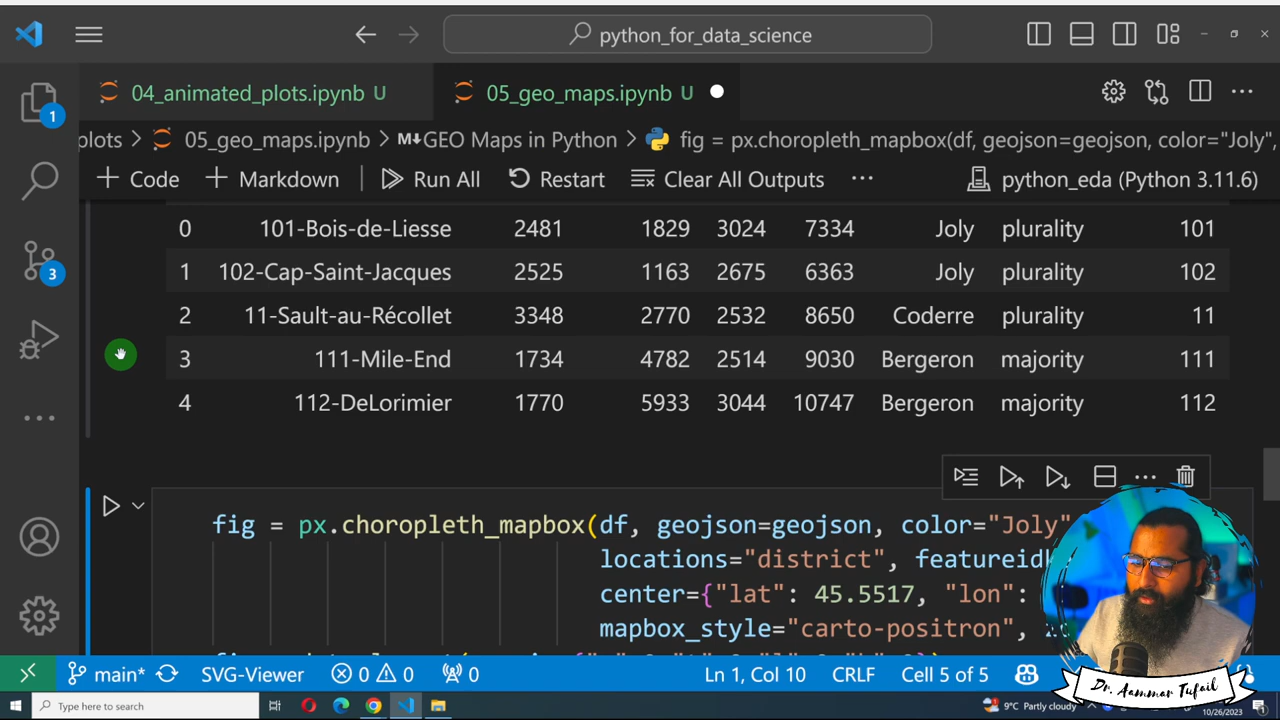 python_for_data_science
04_animated_plots.ipynb U
05_geo_maps.ipynb U
plots > 05_geo_maps.ipynb > M↓GEO Maps in Python > fig = px.choropleth_mapbox(df, geojson=geojson, color="Joly",
+ Code + Markdown | Run All Restart Clear All Outputs ··· python_eda (Python 3.11.6)
0 101-Bois-de-Liesse 2481 1829 3024 7334 Joly plurality 101
1 102-Cap-Saint-Jacques 2525 1163 2675 6363 Joly plurality 102
2 11-Sault-au-Récollet 3348 2770 2532 8650 Coderre plurality 11
3 111-Mile-End 1734 4782 2514 9030 Bergeron majority 111
4 112-DeLorimier 1770 5933 3044 10747 Bergeron majority 112
fig = px.choropleth_mapbox(df, geojson=geojson, color="Joly"
locations="district", featureidk
center={"lat": 45.5517, "lon":
mapbox_style="carto-positron",
1
3
main* SVG-Viewer 0 0 0 Ln 1, Col 10 CRLF Cell 5 of 5
Dr. Aammar Tufail
Type here to search
9°C Partly cloudy
10/26/2023